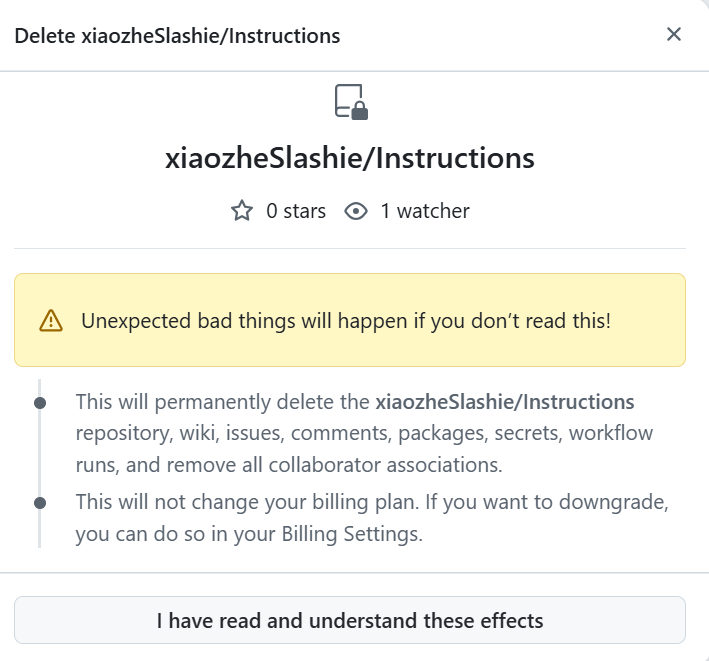 Delete xiaozheSlashie/Instructions
xiaozheSlashie/Instructions
0 stars 1 watcher
Unexpected bad things will happen if you don’t read this!
This will permanently delete the xiaozheSlashie/Instructions
repository, wiki, issues, comments, packages, secrets, workflow
runs, and remove all collaborator associations.
This will not change your billing plan. If you want to downgrade,
you can do so in your Billing Settings.
I have read and understand these effects